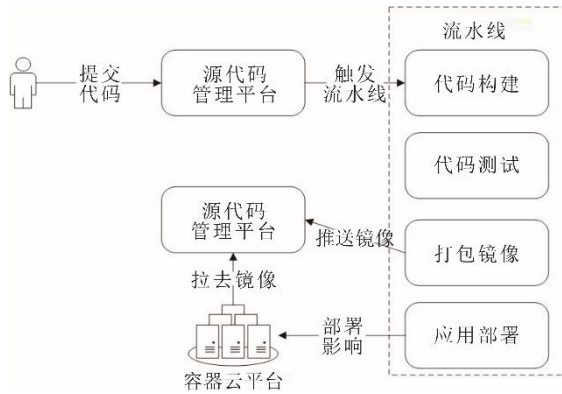 流水线
提交
代码
源代码
管理平台
触发
流水线
代码构建
代码测试
源代码
管理平台
推送镜像
打包镜像
拉去镜像
部署
影响
应用部署
容器云平台